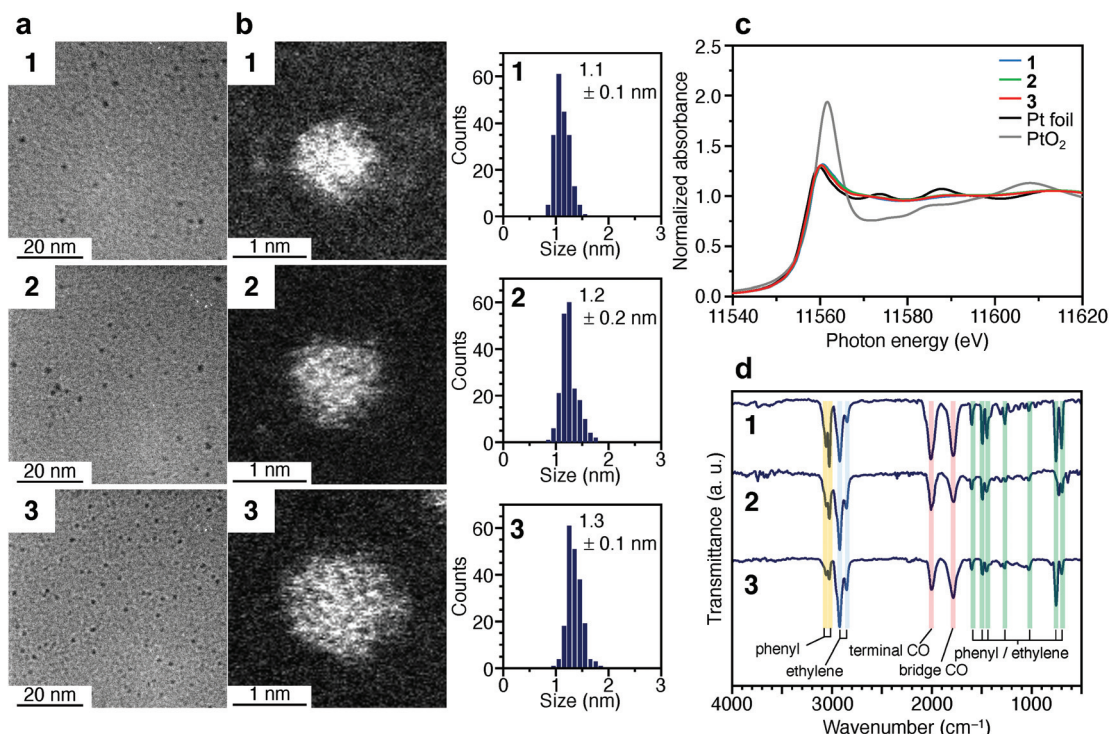 a
1
20 nm
2
20 nm
3
20 nm
b
1
1 nm
2
1 nm
3
1 nm
1
1.1
± 0.1 nm
Counts
60
40
20
0
0 1 2 3
Size (nm)
2
1.2
± 0.2 nm
Counts
60
40
20
0
0 1 2 3
Size (nm)
3
1.3
± 0.1 nm
Counts
60
40
20
0
0 1 2 3
Size (nm)
c
Normalized absorbance
2.5
2.0
1.5
1.0
0.5
0.0
1
2
3
Pt foil
PtO₂
11540 11560 11580 11600 11620
Photon energy (eV)
d
Transmittance (a. u.)
1
2
3
phenyl
ethylene
terminal CO
bridge CO
phenyl / ethylene
4000 3000 2000 1000
Wavenumber (cm⁻¹)